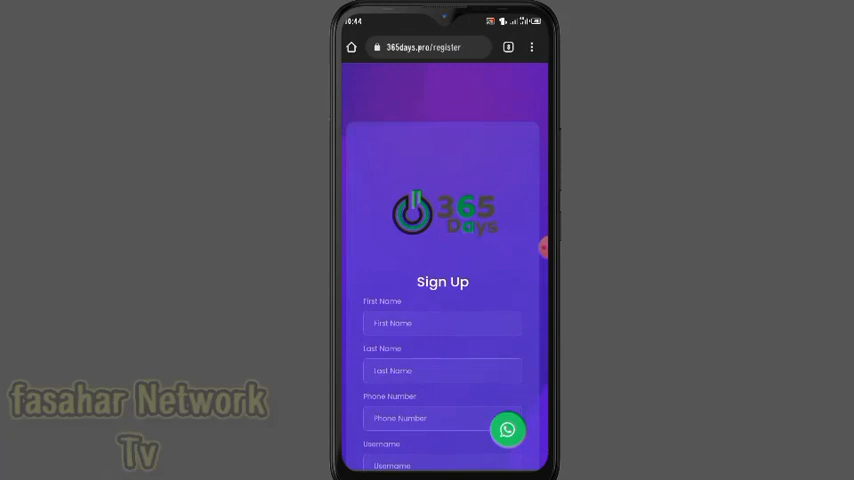 10:44
8
365days.pro/register
365
Days
Sign Up
First Name
First Name
Last Name
Last Name
Phone Number
Phone Number
Username
Username
fasahar Network
Tv